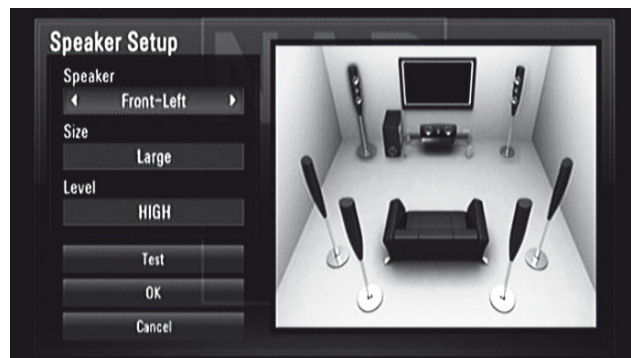 Speaker Setup
Speaker
Front-Left
Size
Large
Level
HIGH
Test
OK
Cancel